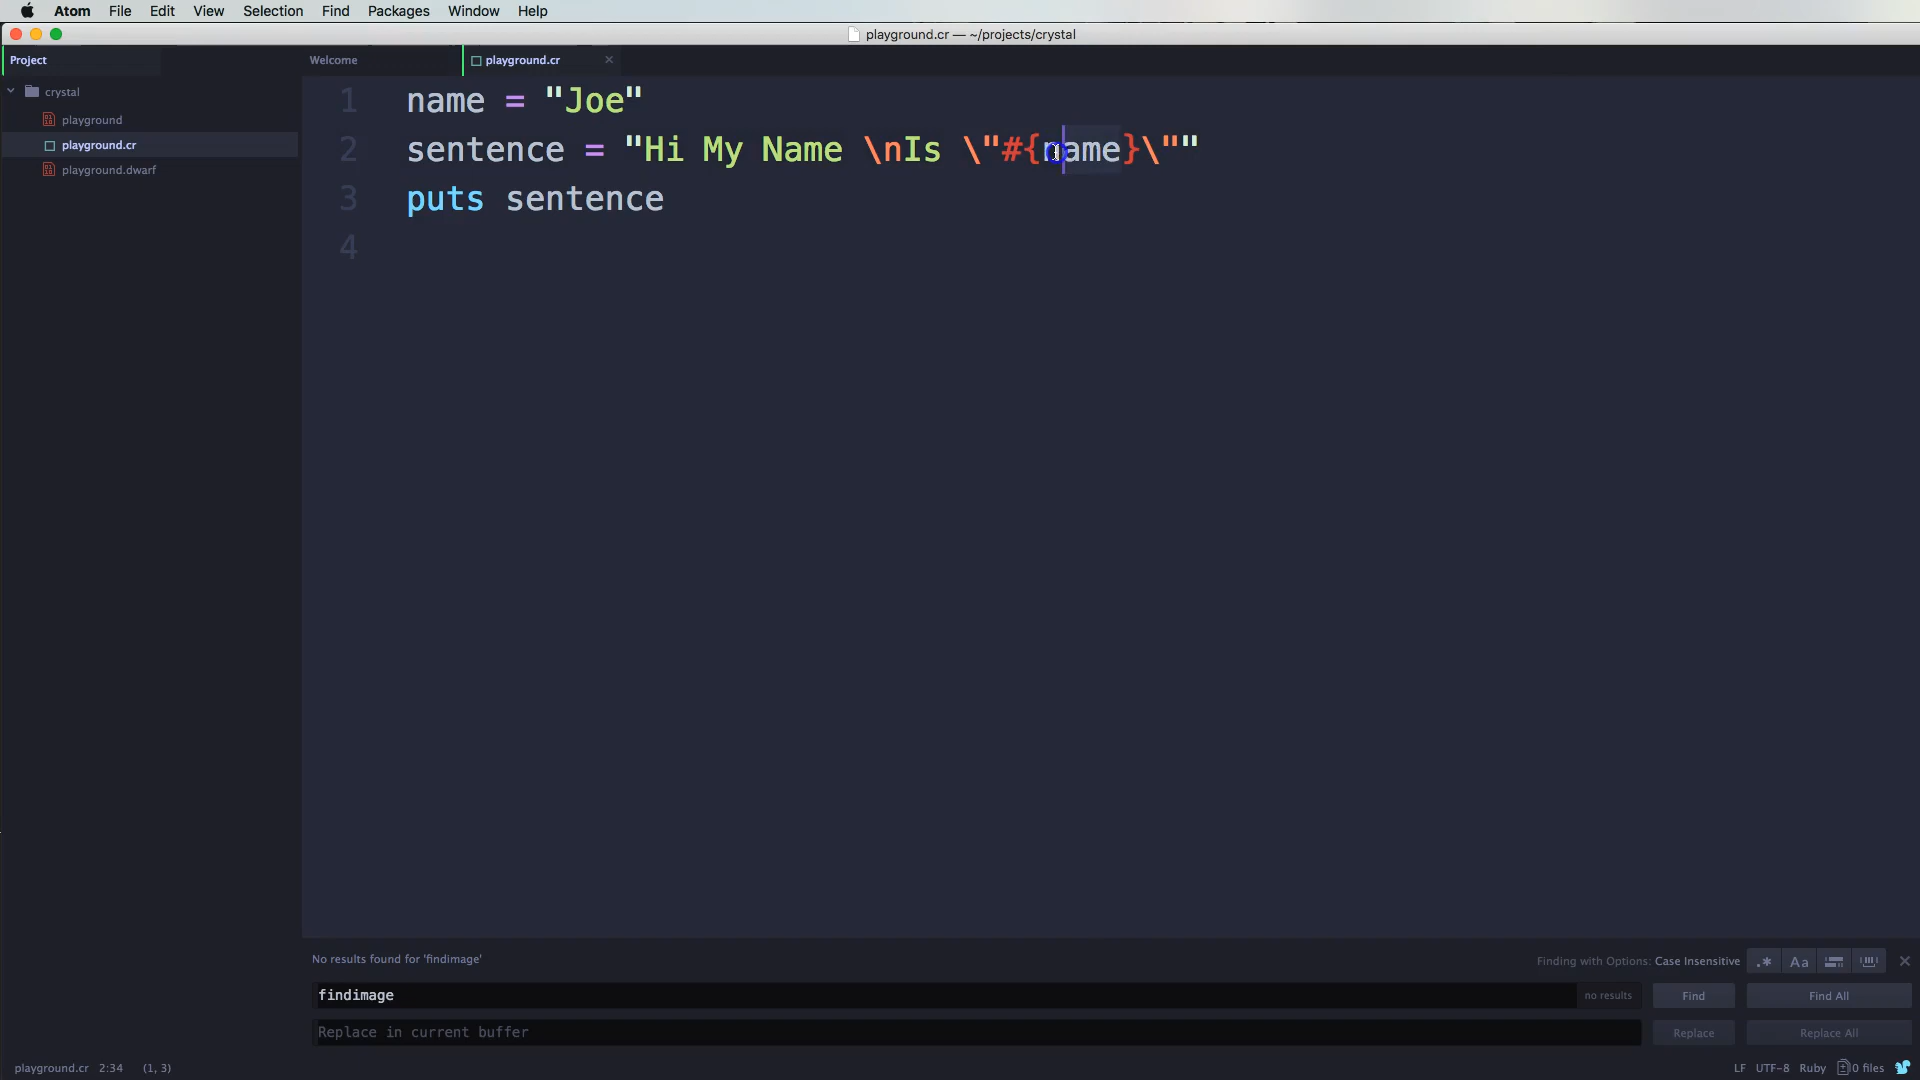 Atom File Edit View Selection Find Packages Window Help
playground.cr — ~/projects/crystal
Project
Welcome
playground.cr
crystal
playground
playground.cr
playground.dwarf
1 name = "Joe"
2 sentence = "Hi My Name \nIs \"#{name}\""
3 puts sentence
4
No results found for 'findimage'
Finding with Options: Case Insensitive
.* Aa
findimage
no results
Find
Find All
Replace in current buffer
Replace
Replace All
playground.cr 2:34 (1, 3)
LF UTF-8 Ruby 0 files